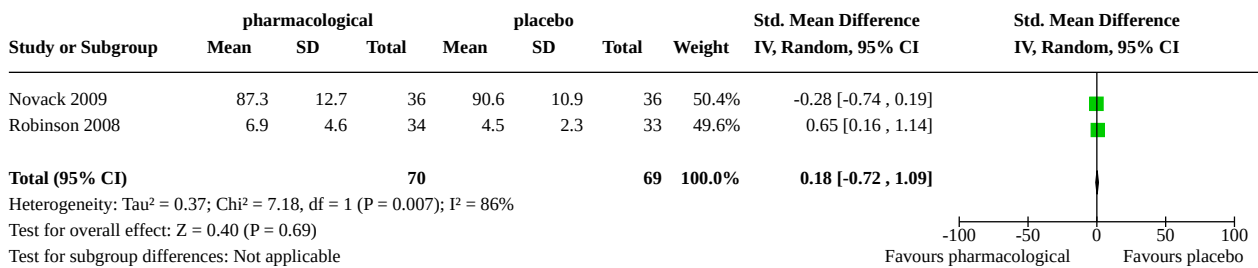 pharmacological placebo Std. Mean Difference Std. Mean Difference
Study or Subgroup Mean SD Total Mean SD Total Weight IV, Random, 95% CI IV, Random, 95% CI
Novack 2009 87.3 12.7 36 90.6 10.9 36 50.4% -0.28 [-0.74 , 0.19]
Robinson 2008 6.9 4.6 34 4.5 2.3 33 49.6% 0.65 [0.16 , 1.14]
Total (95% CI) 70 69 100.0% 0.18 [-0.72 , 1.09]
Heterogeneity: Tau² = 0.37; Chi² = 7.18, df = 1 (P = 0.007); I² = 86%
Test for overall effect: Z = 0.40 (P = 0.69)
-100 -50 0 50 100
Test for subgroup differences: Not applicable Favours pharmacological Favours placebo